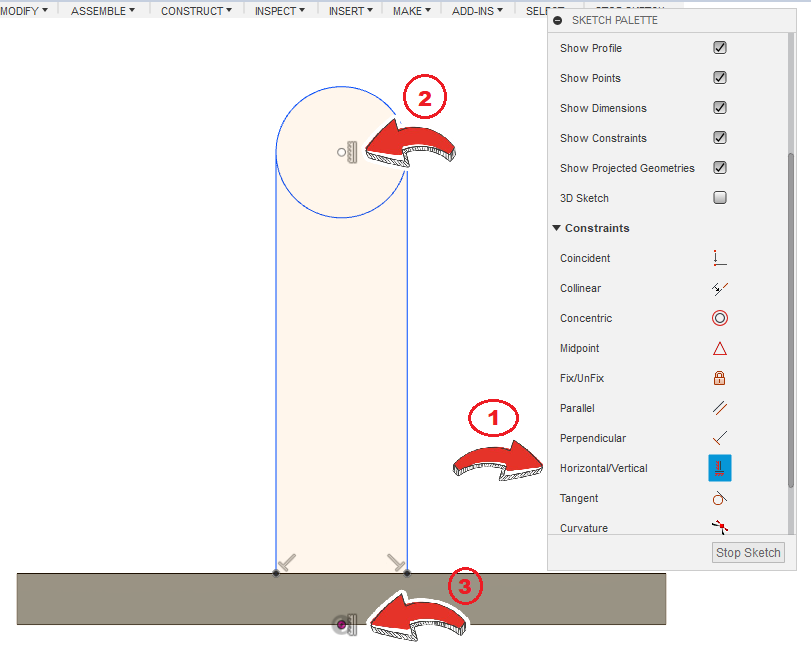 MODIFY ASSEMBLE CONSTRUCT INSPECT INSERT MAKE ADD-INS
SKETCH PALETTE
Show Profile
Show Points
Show Dimensions
Show Constraints
Show Projected Geometries
3D Sketch
Constraints
Coincident
Collinear
Concentric
Midpoint
Fix/UnFix
Parallel
Perpendicular
Horizontal/Vertical
Tangent
Curvature
Stop Sketch
2
1
3